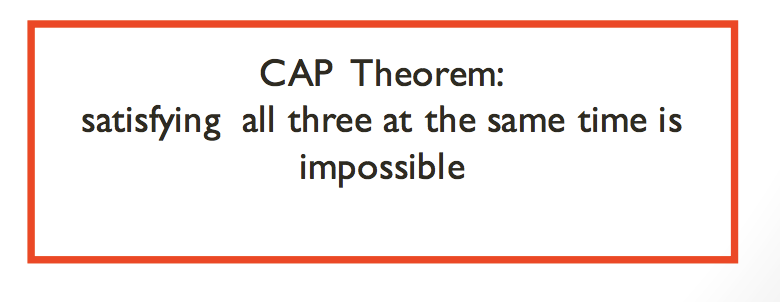 CAP Theorem:
satisfying all three at the same time is
impossible